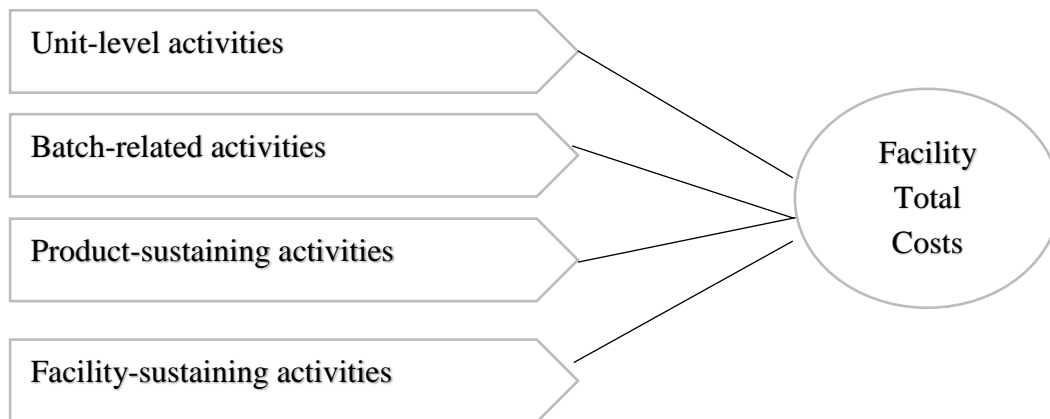 Unit-level activities
Batch-related activities
Product-sustaining activities
Facility-sustaining activities
Facility
Total
Costs